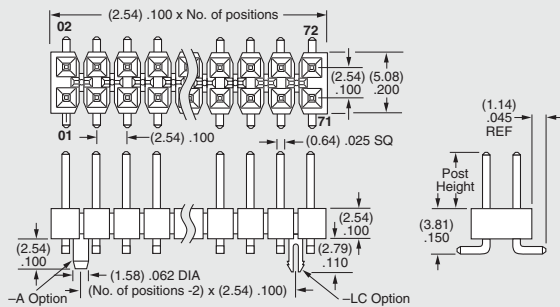 (2.54) .100 x No. of positions
02
72
(2.54)
.100
(5.08)
.200
01
(2.54) .100
71
(0.64) .025 SQ
(1.14)
.045
REF
Post
Height
(3.81)
.150
(2.54)
.100
(2.54)
.100
(2.79)
.110
–A Option
(1.58) .062 DIA
(No. of positions -2) x (2.54) .100)
–LC Option